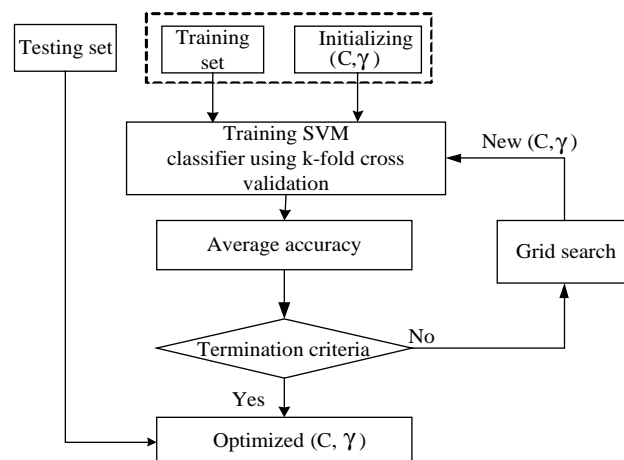 Testing set
Training
set
Initializing
(C,γ)
Training SVM
classifier using k-fold cross
validation
New (C,γ)
Average accuracy
Grid search
Termination criteria
No
Yes
Optimized (C, γ)